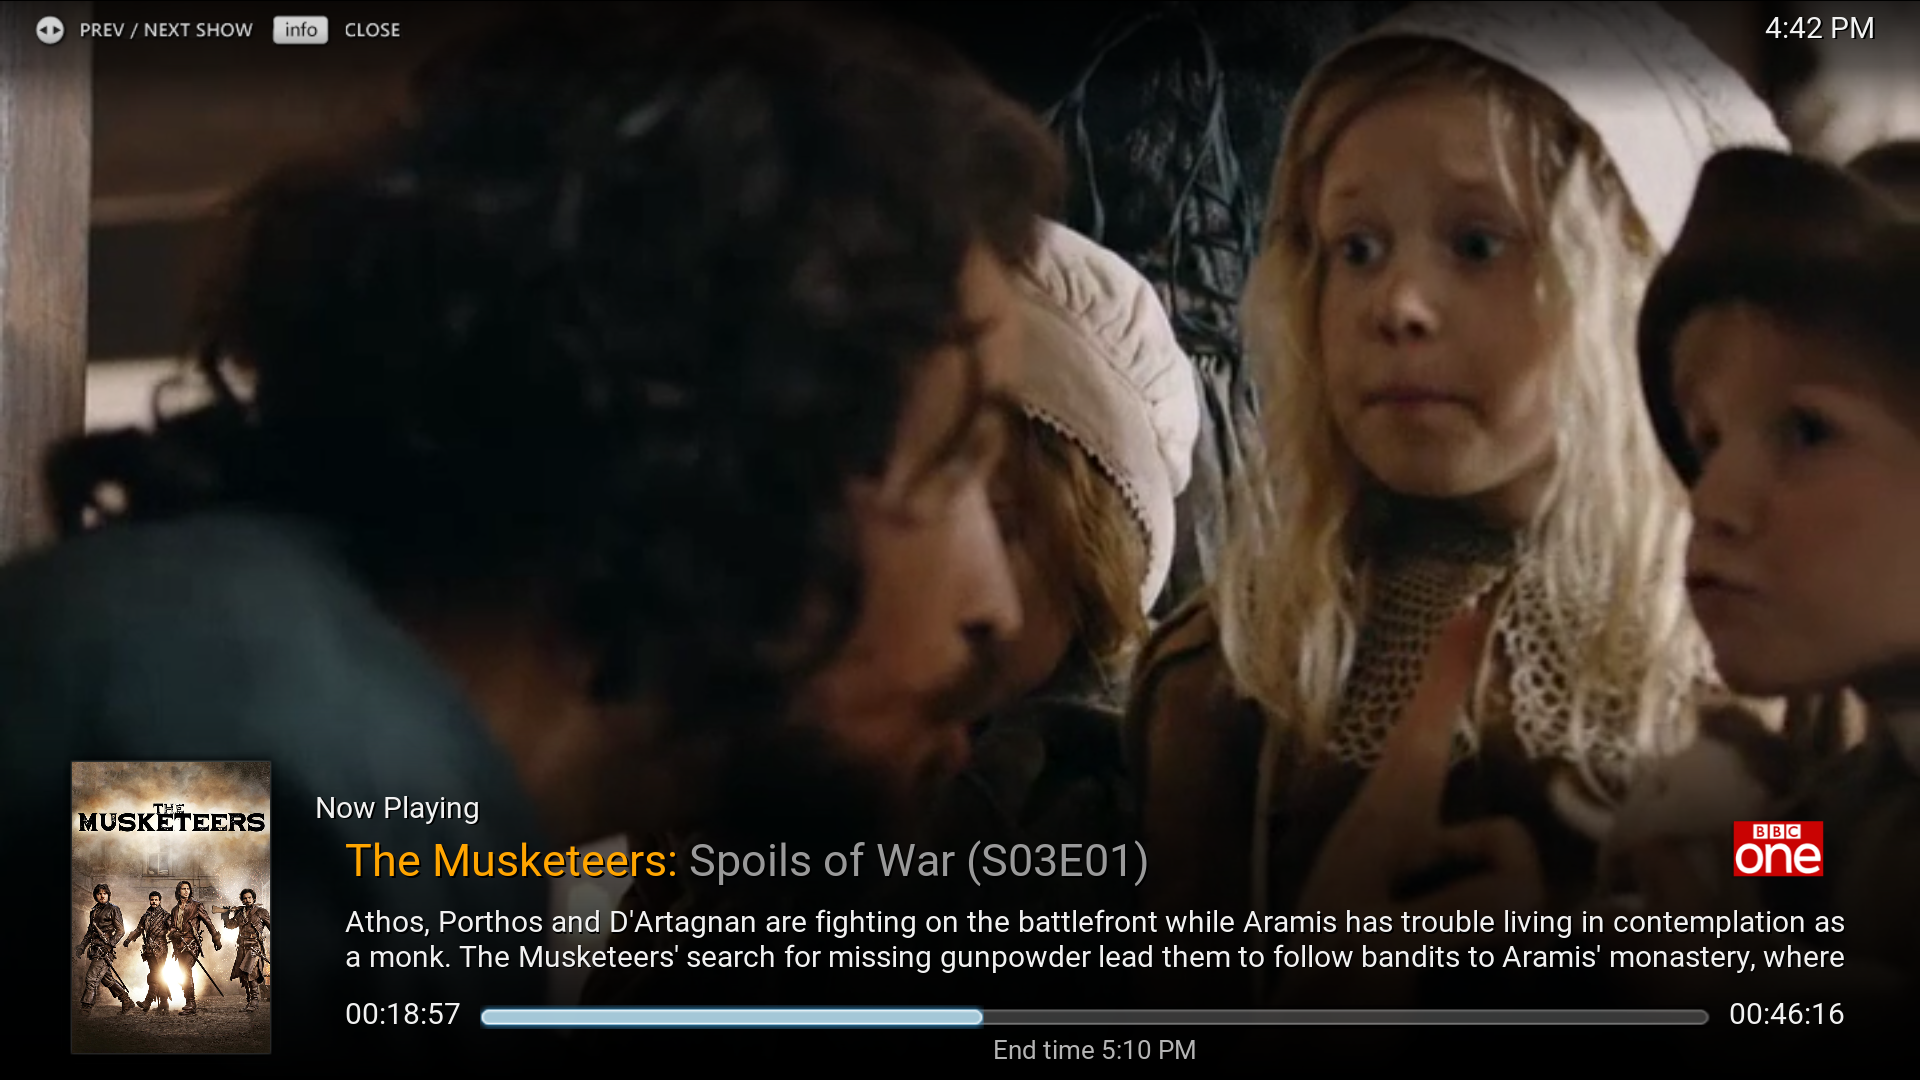 PREV / NEXT SHOW info CLOSE
4:42 PM
THE
MUSKETEERS
Now Playing
The Musketeers: Spoils of War (S03E01)
BBC
one
Athos, Porthos and D'Artagnan are fighting on the battlefront while Aramis has trouble living in contemplation as
a monk. The Musketeers' search for missing gunpowder lead them to follow bandits to Aramis' monastery, where
00:18:57
00:46:16
End time 5:10 PM